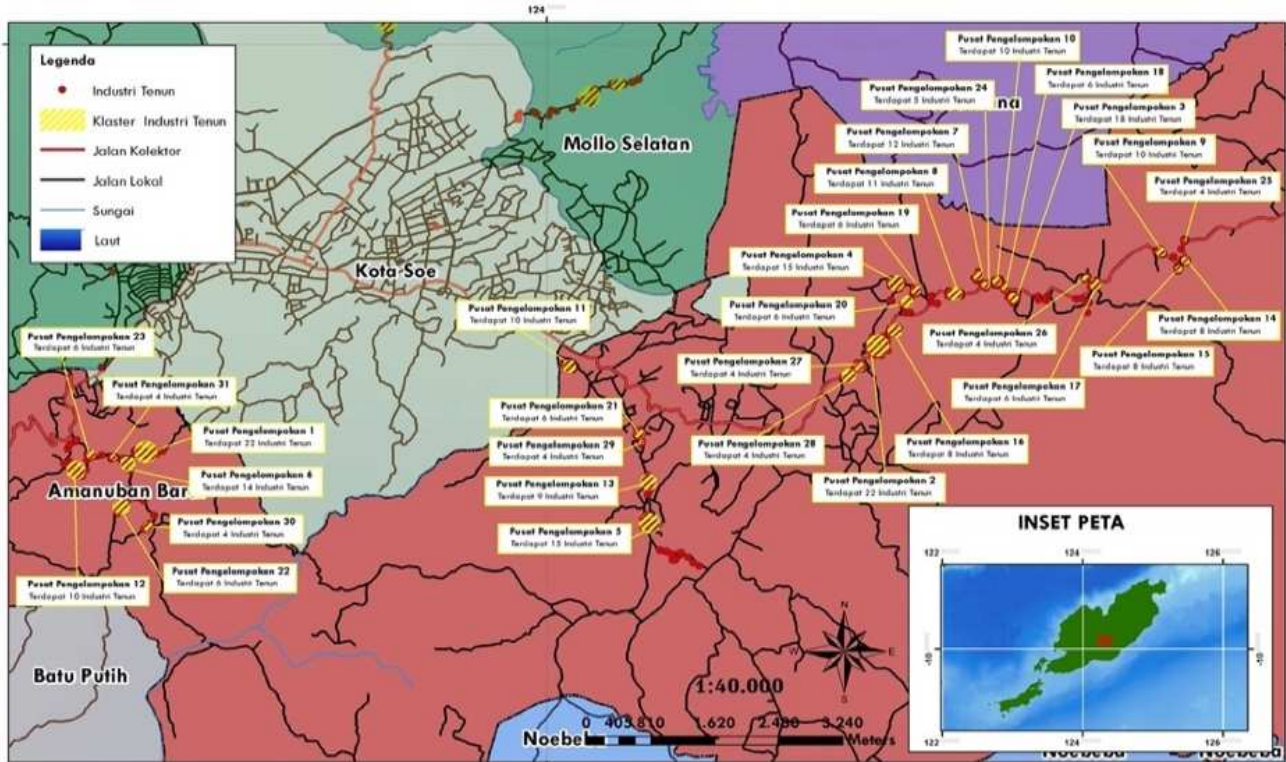 124
Legenda
Industri Tenun
Klaster Industri Tenun
Jalan Kolektor
Jalan Lokal
Sungai
Laut
Mollo Selatan
Kota Soe
na
Amanuban Bar
Batu Putih
Noebeba
Pusat Pengelompokan 10
Terdapat 10 Industri Tenun
Pusat Pengelompokan 18
Terdapat 6 Industri Tenun
Pusat Pengelompokan 24
Terdapat 5 Industri Tenun
Pusat Pengelompokan 3
Terdapat 18 Industri Tenun
Pusat Pengelompokan 7
Terdapat 12 Industri Tenun
Pusat Pengelompokan 9
Terdapat 10 Industri Tenun
Pusat Pengelompokan 8
Terdapat 11 Industri Tenun
Pusat Pengelompokan 25
Terdapat 4 Industri Tenun
Pusat Pengelompokan 19
Terdapat 6 Industri Tenun
Pusat Pengelompokan 4
Terdapat 15 Industri Tenun
Pusat Pengelompokan 20
Terdapat 6 Industri Tenun
Pusat Pengelompokan 11
Terdapat 10 Industri Tenun
Pusat Pengelompokan 26
Terdapat 4 Industri Tenun
Pusat Pengelompokan 14
Terdapat 8 Industri Tenun
Pusat Pengelompokan 15
Terdapat 8 Industri Tenun
Pusat Pengelompokan 27
Terdapat 4 Industri Tenun
Pusat Pengelompokan 17
Terdapat 6 Industri Tenun
Pusat Pengelompokan 23
Terdapat 6 Industri Tenun
Pusat Pengelompokan 31
Terdapat 4 Industri Tenun
Pusat Pengelompokan 1
Terdapat 22 Industri Tenun
Pusat Pengelompokan 6
Terdapat 14 Industri Tenun
Pusat Pengelompokan 30
Terdapat 4 Industri Tenun
Pusat Pengelompokan 22
Terdapat 6 Industri Tenun
Pusat Pengelompokan 12
Terdapat 10 Industri Tenun
Pusat Pengelompokan 21
Terdapat 6 Industri Tenun
Pusat Pengelompokan 29
Terdapat 4 Industri Tenun
Pusat Pengelompokan 13
Terdapat 9 Industri Tenun
Pusat Pengelompokan 5
Terdapat 15 Industri Tenun
Pusat Pengelompokan 28
Terdapat 4 Industri Tenun
Pusat Pengelompokan 16
Terdapat 8 Industri Tenun
Pusat Pengelompokan 2
Terdapat 22 Industri Tenun
N
W E
S
1:40.000
0 405 810 1.620 2.430 3.240
Meters
INSET PETA
122 124 126
-10 -10
122 124 126
Noebeba Noebeba